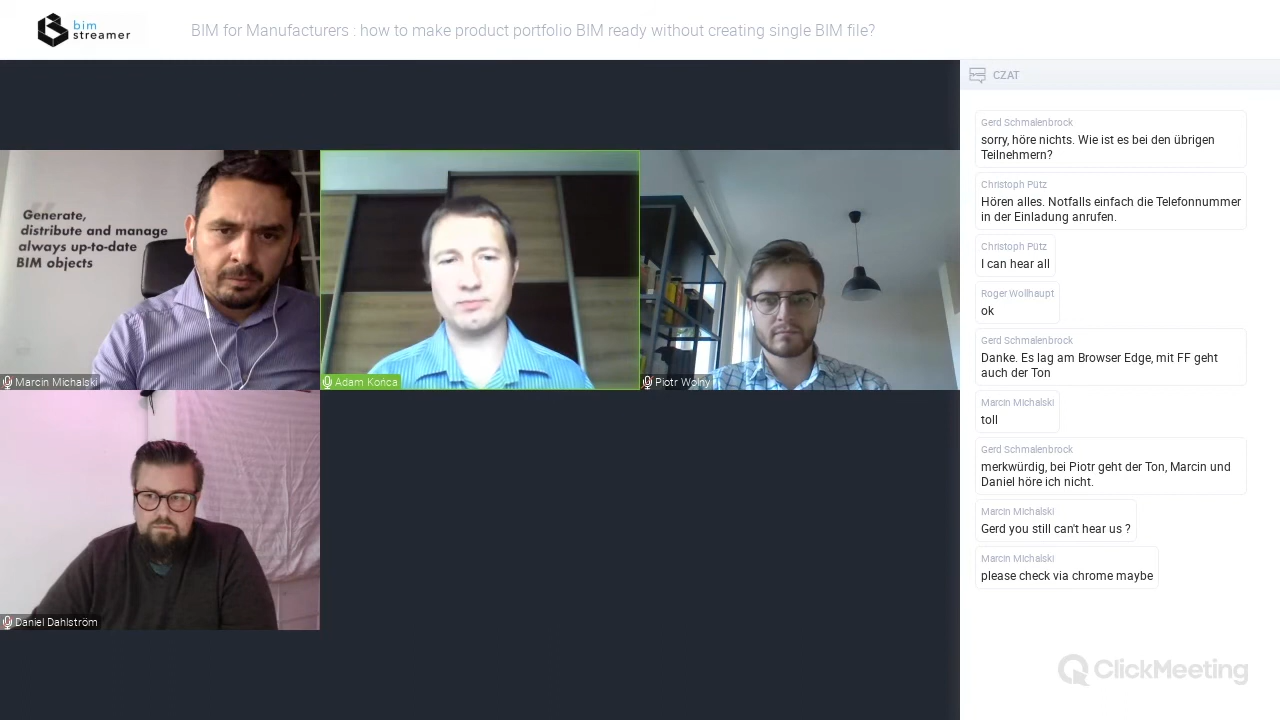 bim
streamer
BIM for Manufacturers : how to make product portfolio BIM ready without creating single BIM file?
CZAT
Generate,
distribute and manage
always up-to-date
BIM objects
Marcin Michalski
Adam Końca
Piotr Wolny
Daniel Dahlström
Gerd Schmalenbrock
sorry, höre nichts. Wie ist es bei den übrigen
Teilnehmern?
Christoph Pütz
Hören alles. Notfalls einfach die Telefonnummer
in der Einladung anrufen.
Christoph Pütz
I can hear all
Roger Wollhaupt
ok
Gerd Schmalenbrock
Danke. Es lag am Browser Edge, mit FF geht
auch der Ton
Marcin Michalski
toll
Gerd Schmalenbrock
merkwürdig, bei Piotr geht der Ton, Marcin und
Daniel höre ich nicht.
Marcin Michalski
Gerd you still can't hear us ?
Marcin Michalski
please check via chrome maybe
ClickMeeting